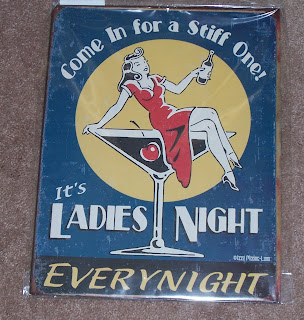 Come In for a Stiff One!
It's
LADIES NIGHT
EVERYNIGHT